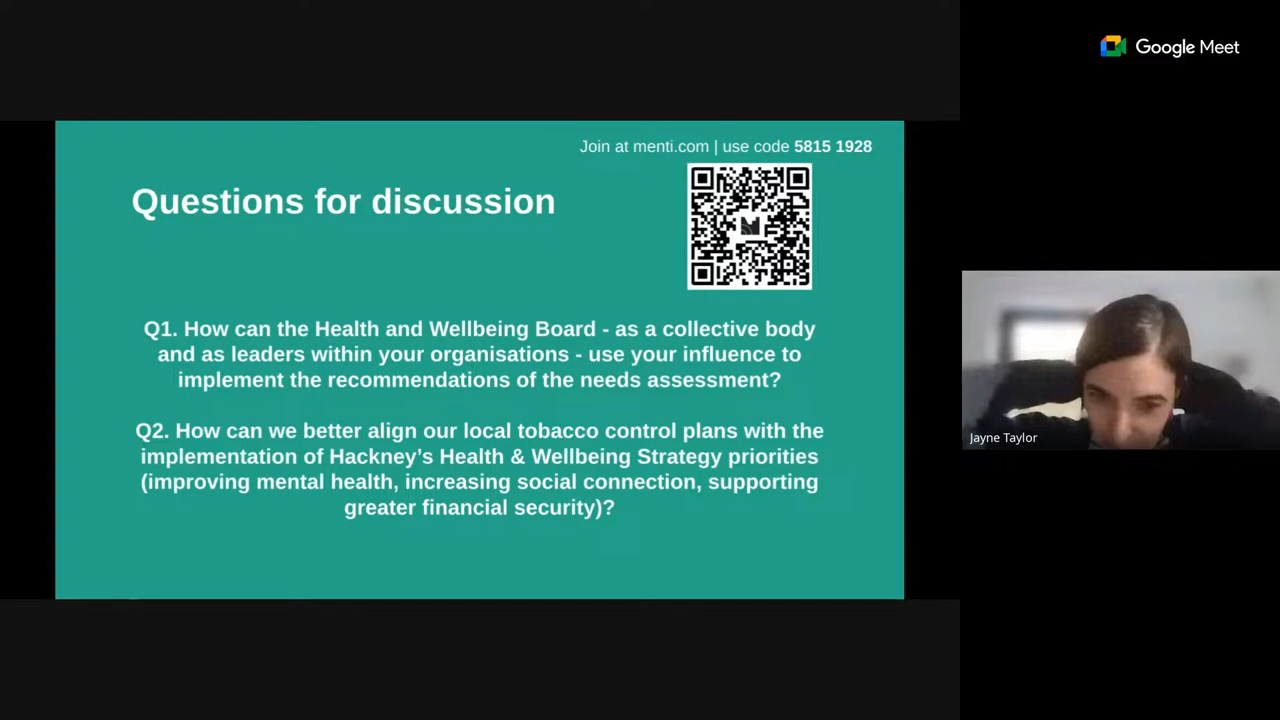 Google Meet
Join at menti.com | use code 5815 1928
Questions for discussion
Q1. How can the Health and Wellbeing Board - as a collective body
and as leaders within your organisations - use your influence to
implement the recommendations of the needs assessment?
Q2. How can we better align our local tobacco control plans with the
implementation of Hackney’s Health & Wellbeing Strategy priorities
(improving mental health, increasing social connection, supporting
greater financial security)?
Jayne Taylor